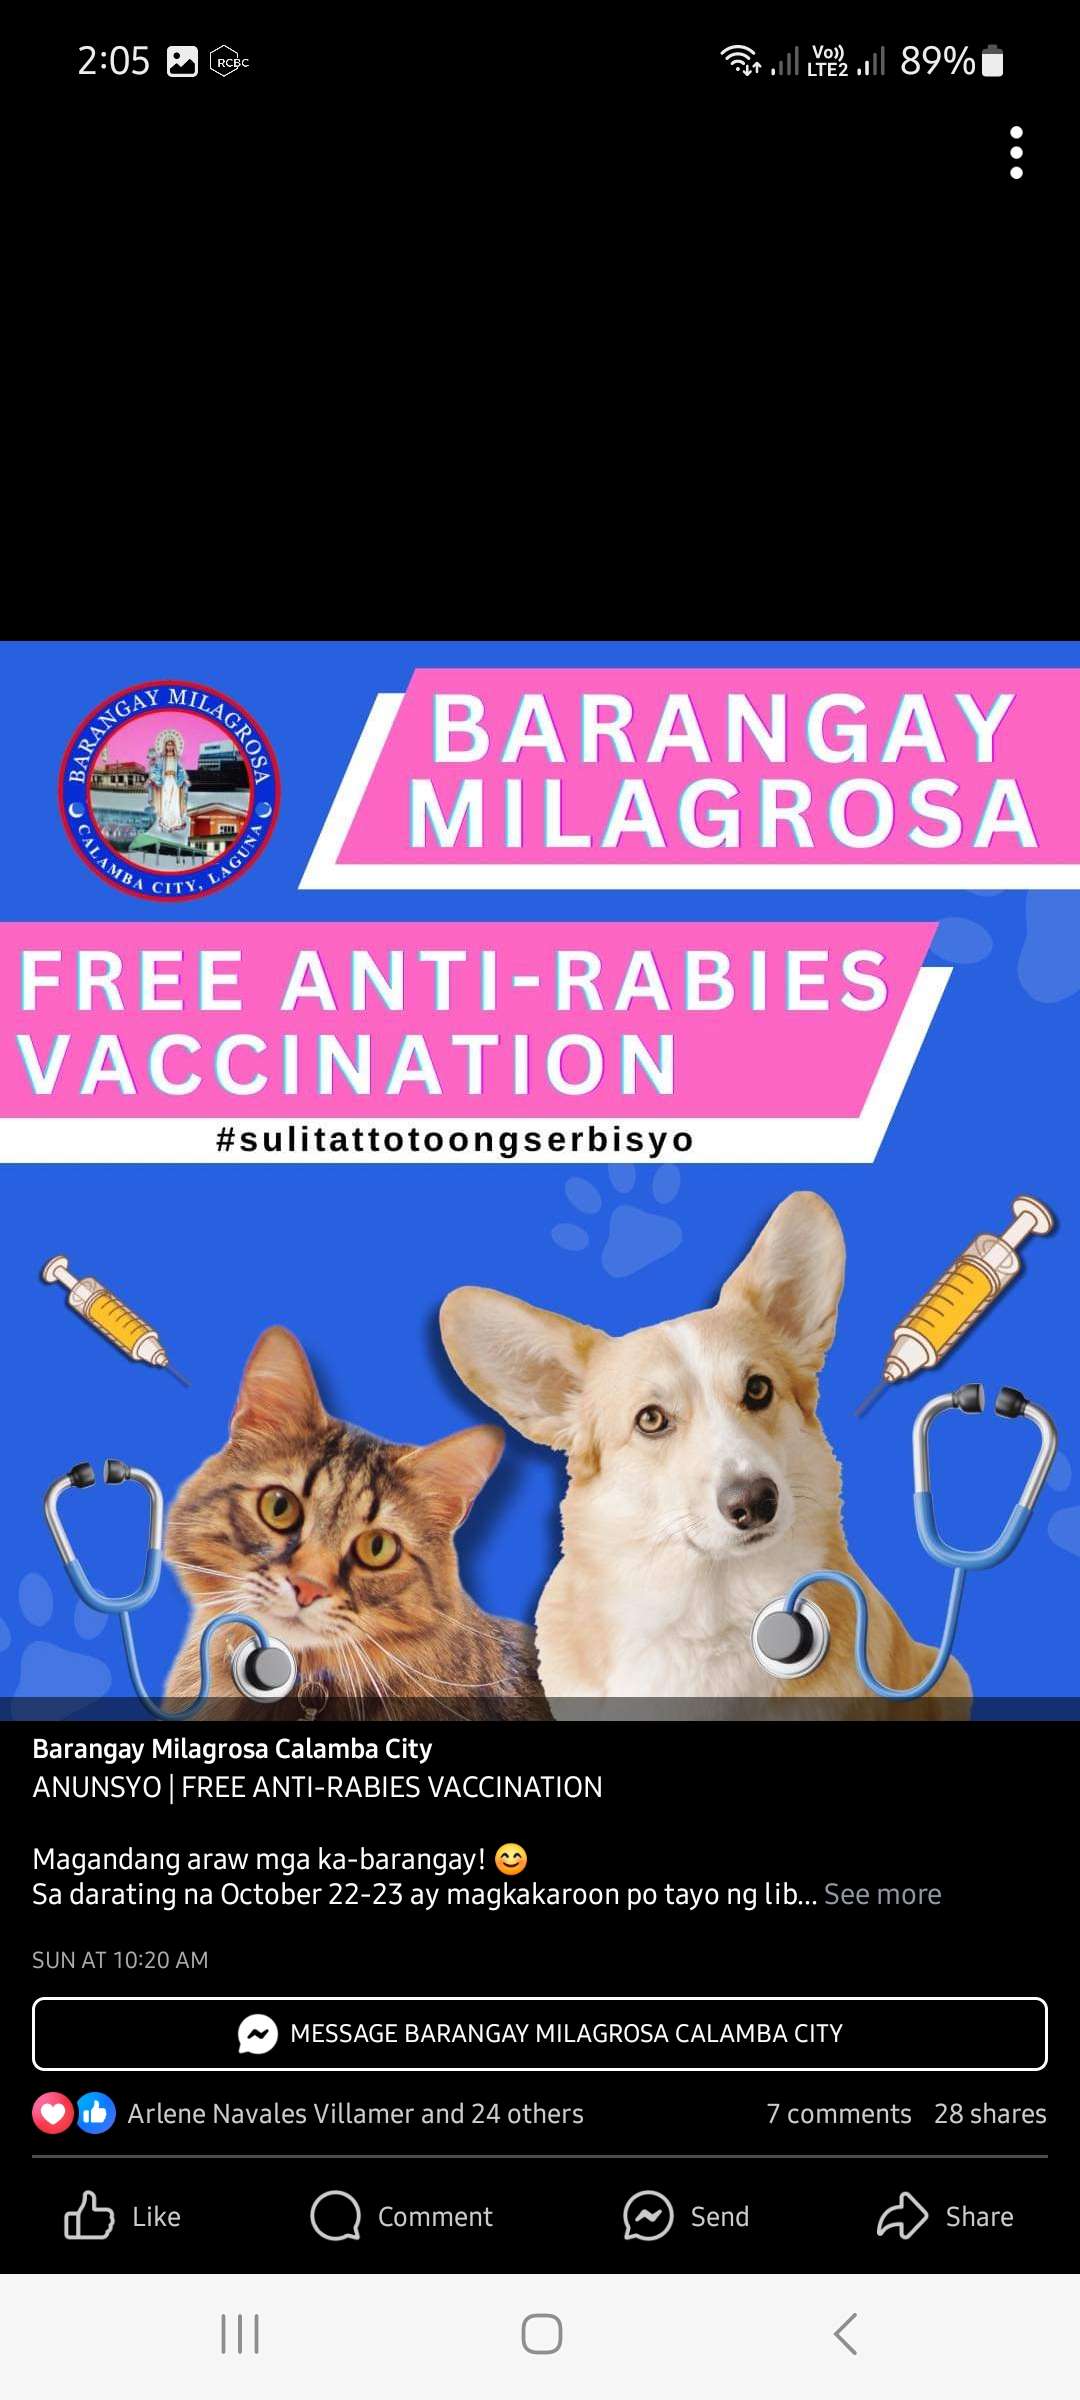 2:05 RCBC Vo)) LTE2 89%
BARANGAY MILAGROSA
CALAMBA CITY, LAGUNA
BARANGAY
MILAGROSA
FREE ANTI-RABIES
VACCINATION
#sulitattotoongserbisyo
Barangay Milagrosa Calamba City
ANUNSYO | FREE ANTI-RABIES VACCINATION
Magandang araw mga ka-barangay! 😊
Sa darating na October 22-23 ay magkakaroon po tayo ng lib... See more
SUN AT 10:20 AM
MESSAGE BARANGAY MILAGROSA CALAMBA CITY
Arlene Navales Villamer and 24 others 7 comments 28 shares
Like Comment Send Share